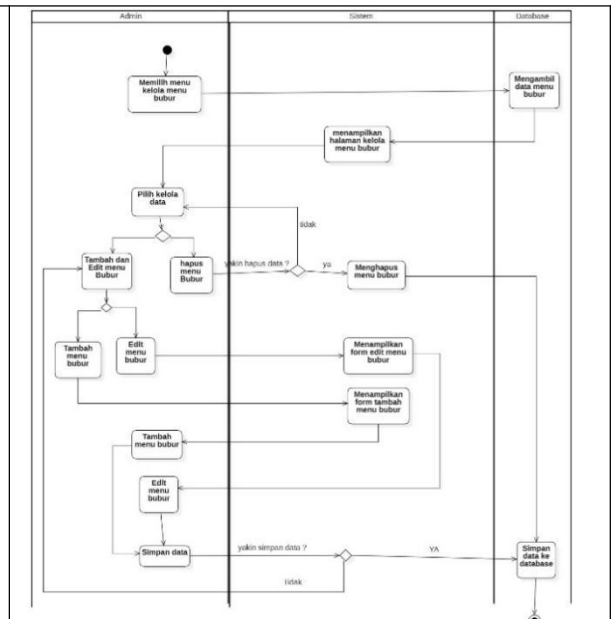 Admin
Sistem
Database
Memilih menu
kelola menu
bubur
Mengambil
data menu
bubur
menampilkan
halaman kelola
menu bubur
Pilih kelola
data
tidak
Tambah dan
Edit menu
Bubur
hapus
menu
Bubur
yakin hapus data ?
ya
Menghapus
menu bubur
Tambah
menu
bubur
Edit
menu
bubur
Menampilkan
form edit menu
bubur
Menampilkan
form tambah
menu bubur
Tambah
menu bubur
Edit
menu
bubur
Simpan data
yakin simpan data ?
YA
Simpan
data ke
database
tidak